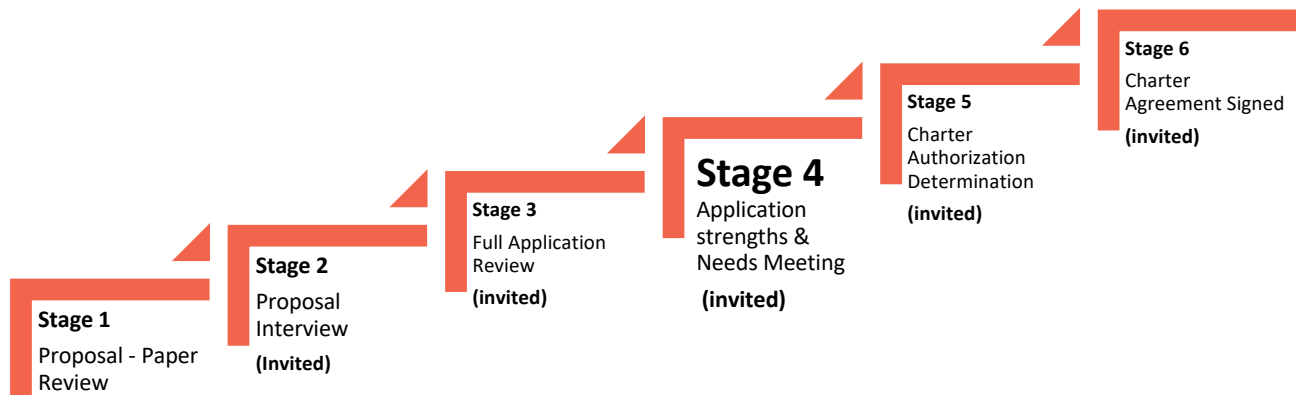 Stage 1
Proposal - Paper
Review
Stage 2
Proposal
Interview
(Invited)
Stage 3
Full Application
Review
(invited)
Stage 4
Application
strengths &
Needs Meeting
(invited)
Stage 5
Charter
Authorization
Determination
(invited)
Stage 6
Charter
Agreement Signed
(invited)